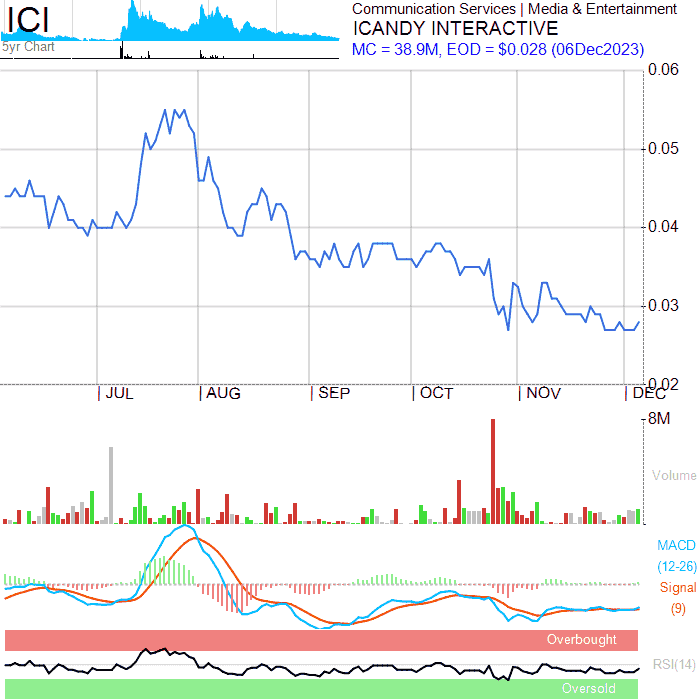 ICI
5yr Chart
Communication Services | Media & Entertainment
ICANDY INTERACTIVE
MC = 38.9M, EOD = $0.028 (06Dec2023)
0.06
0.05
0.04
0.03
0.02
JUL AUG SEP OCT NOV DEC
8M
Volume
MACD
(12-26)
Signal
(9)
Overbought
RSI(14)
Oversold